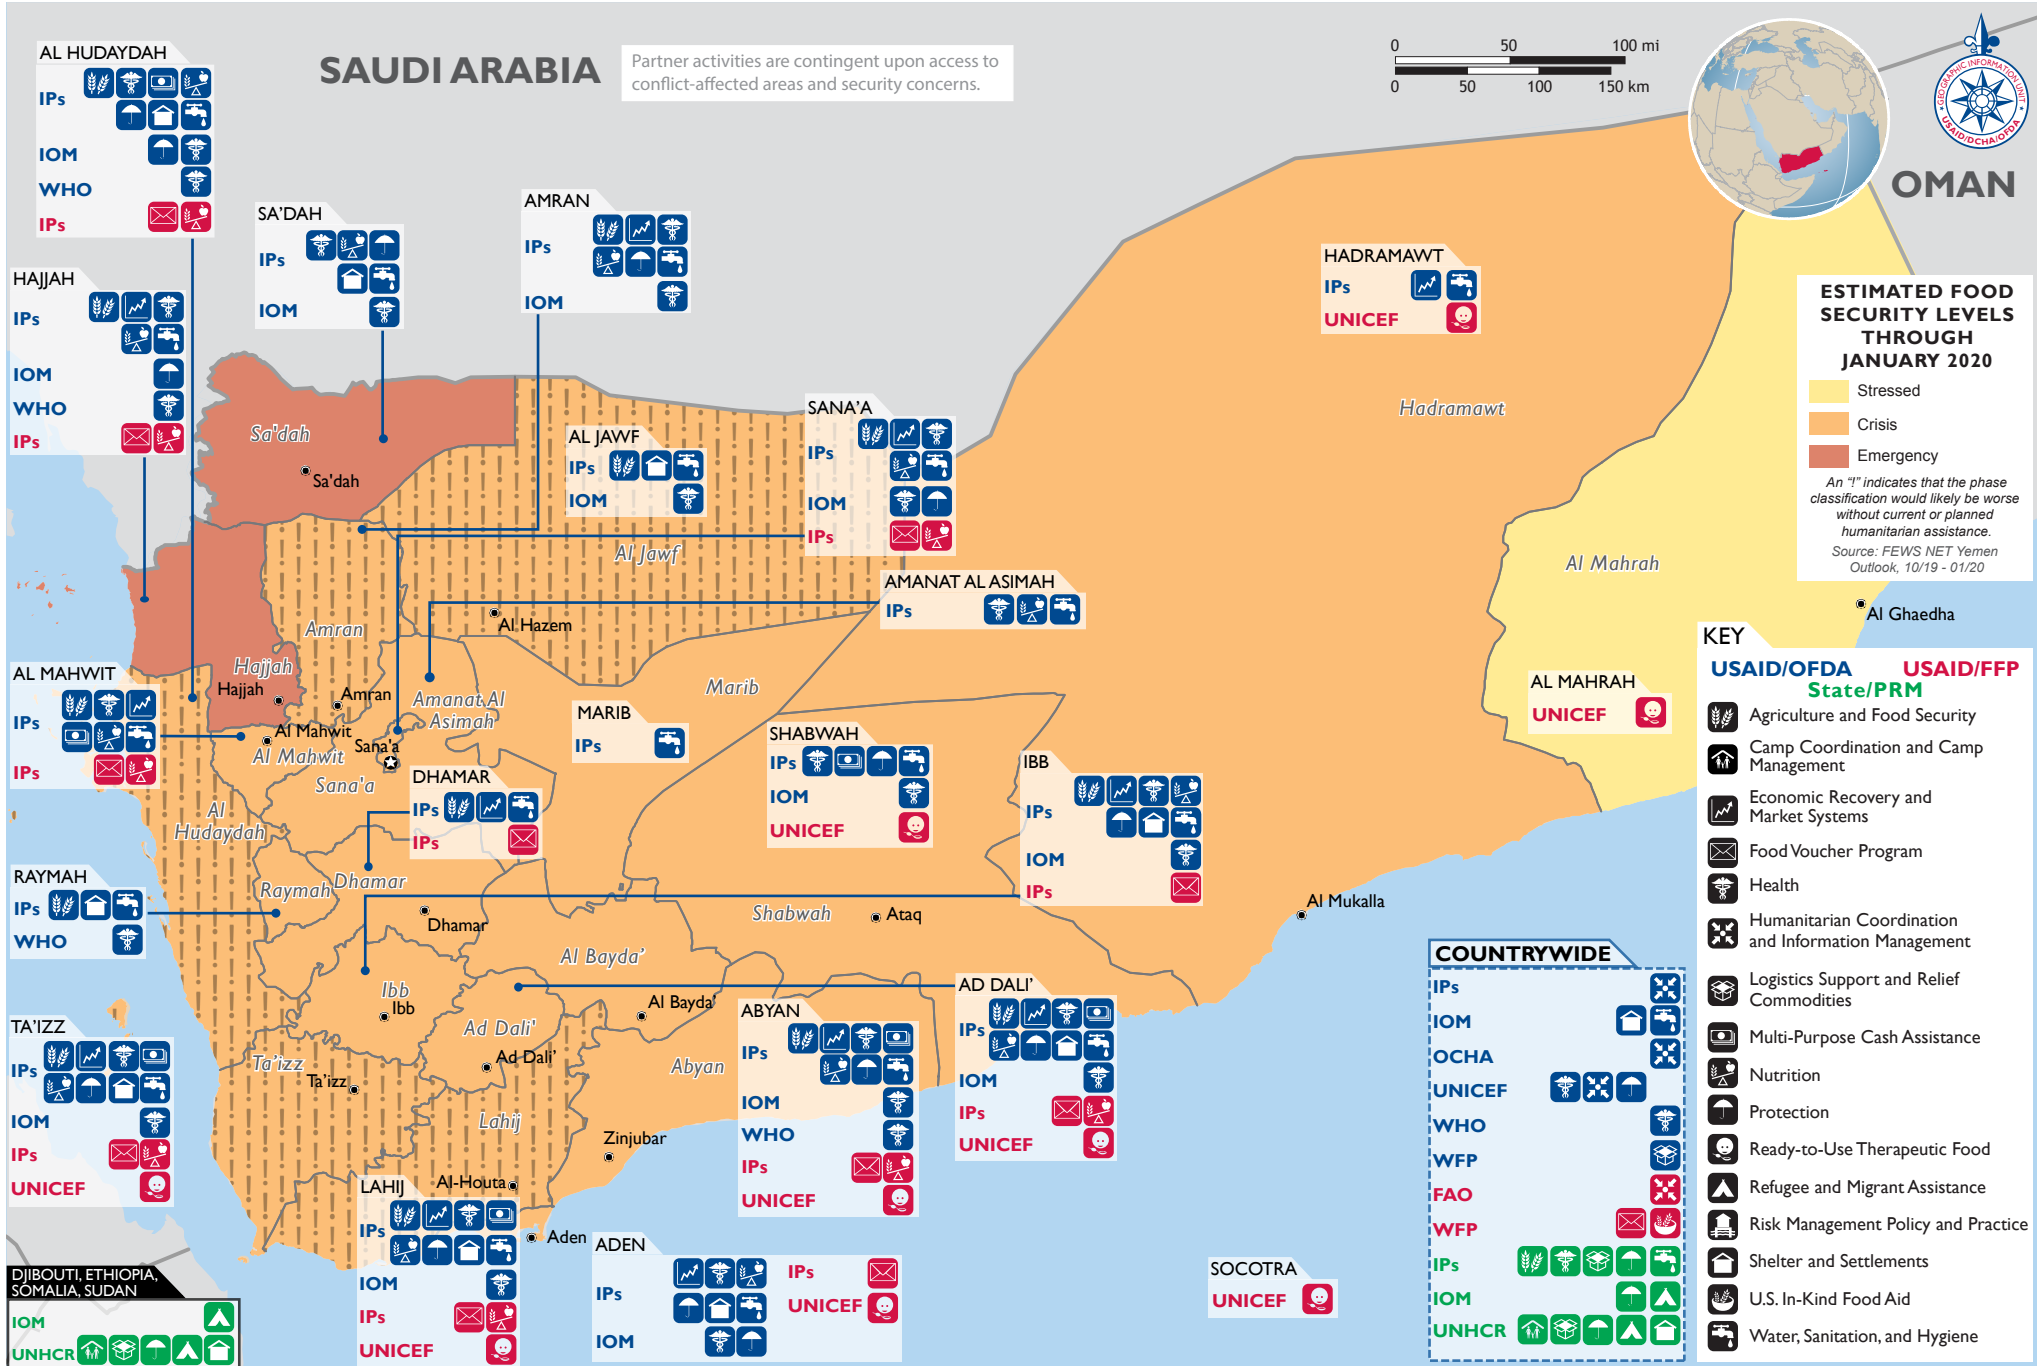 SAUDI ARABIA
Partner activities are contingent upon access to
conflict-affected areas and security concerns.
0 50 100 mi
0 50 100 150 km
GEOGRAPHIC INFORMATION UNIT
USAID/DCHA/OFDA
OMAN
AL HUDAYDAH
IPs
IOM
WHO
IPs
HAJJAH
IPs
IOM
WHO
IPs
SA'DAH
IPs
IOM
AMRAN
IPs
IOM
HADRAMAWT
IPs
UNICEF
ESTIMATED FOOD
SECURITY LEVELS
THROUGH
JANUARY 2020
Stressed
Crisis
Emergency
An “!” indicates that the phase
classification would likely be worse
without current or planned
humanitarian assistance.
Source: FEWS NET Yemen
Outlook, 10/19 - 01/20
SANA'A
IPs
IOM
IPs
AL JAWF
IPs
IOM
AMANAT AL ASIMAH
IPs
Hadramawt
Sa'dah
Sa'dah
Al Jawf
Al Mahrah
Al Ghaedha
Al Hazem
Amran
Hajjah
Hajjah
Amran
Amanat Al
Asimah
Marib
AL MAHWIT
IPs
IPs
Al Mahwit
Al Mahwit
Sana'a
Sana'a
MARIB
IPs
AL MAHRAH
UNICEF
SHABWAH
IPs
IOM
UNICEF
IBB
IPs
IOM
IPs
DHAMAR
IPs
IPs
Al
Hudaydah
RAYMAH
IPs
WHO
Raymah
Dhamar
Dhamar
Shabwah
Ataq
Al Mukalla
Al Bayda'
Al Bayda'
Ibb
Ibb
Ad Dali'
Ad Dali'
Abyan
TA'IZZ
IPs
IOM
IPs
UNICEF
Ta'izz
Ta'izz
Lahij
Zinjubar
Al-Houta
Aden
ABYAN
IPs
IOM
WHO
IPs
UNICEF
AD DALI'
IPs
IOM
IPs
UNICEF
LAHIJ
IPs
IOM
IPs
UNICEF
ADEN
IPs
IOM
IPs
UNICEF
SOCOTRA
UNICEF
DJIBOUTI, ETHIOPIA,
SOMALIA, SUDAN
IOM
UNHCR
COUNTRYWIDE
IPs
IOM
OCHA
UNICEF
WHO
WFP
FAO
WFP
IPs
IOM
UNHCR
KEY
USAID/OFDA USAID/FFP
State/PRM
Agriculture and Food Security
Camp Coordination and Camp
Management
Economic Recovery and
Market Systems
Food Voucher Program
Health
Humanitarian Coordination
and Information Management
Logistics Support and Relief
Commodities
Multi-Purpose Cash Assistance
Nutrition
Protection
Ready-to-Use Therapeutic Food
Refugee and Migrant Assistance
Risk Management Policy and Practice
Shelter and Settlements
U.S. In-Kind Food Aid
Water, Sanitation, and Hygiene